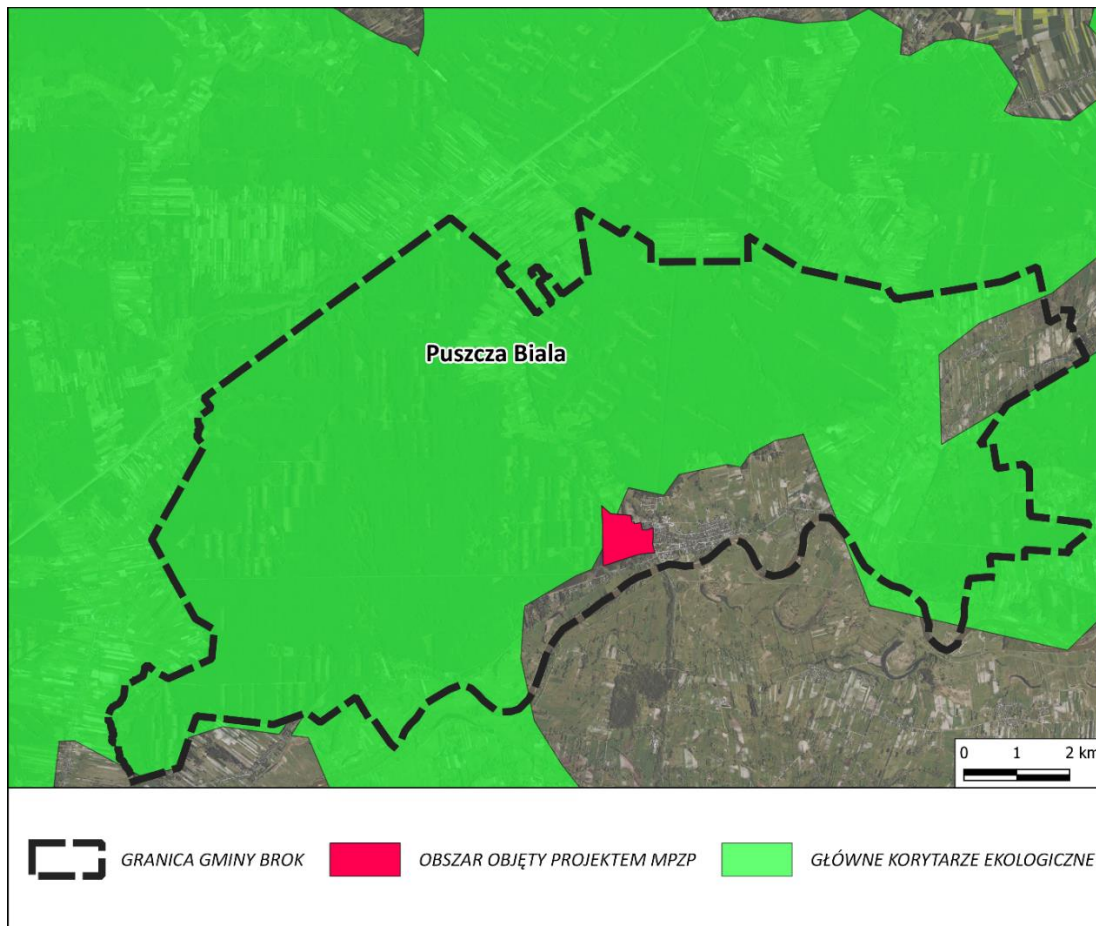 Puszcza Biala
0 1 2 km
GRANICA GMINY BROK
OBSZAR OBJĘTY PROJEKTEM MPZP
GŁÓWNE KORYTARZE EKOLOGICZNE